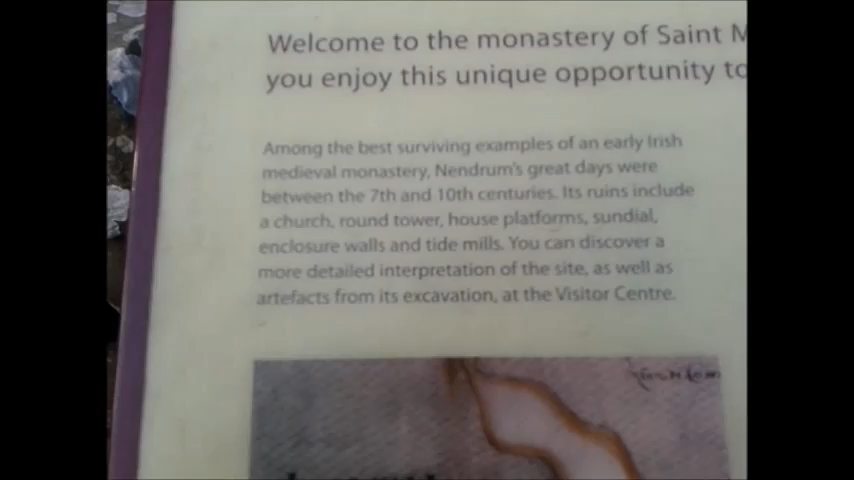 Welcome to the monastery of Saint M
you enjoy this unique opportunity to
Among the best surviving examples of an early Irish
medieval monastery, Nendrum's great days were
between the 7th and 10th centuries. Its ruins include
a church, round tower, house platforms, sundial,
enclosure walls and tide mills. You can discover a
more detailed interpretation of the site, as well as
artefacts from its excavation, at the Visitor Centre.